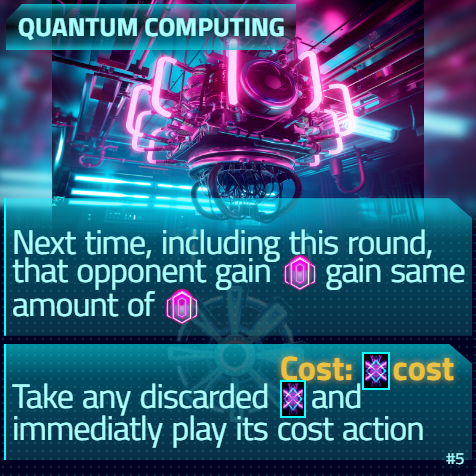 QUANTUM COMPUTING
Next time, including this round,
that opponent gain gain same
amount of
Cost: cost
Take any discarded and
immediatly play its cost action
#5